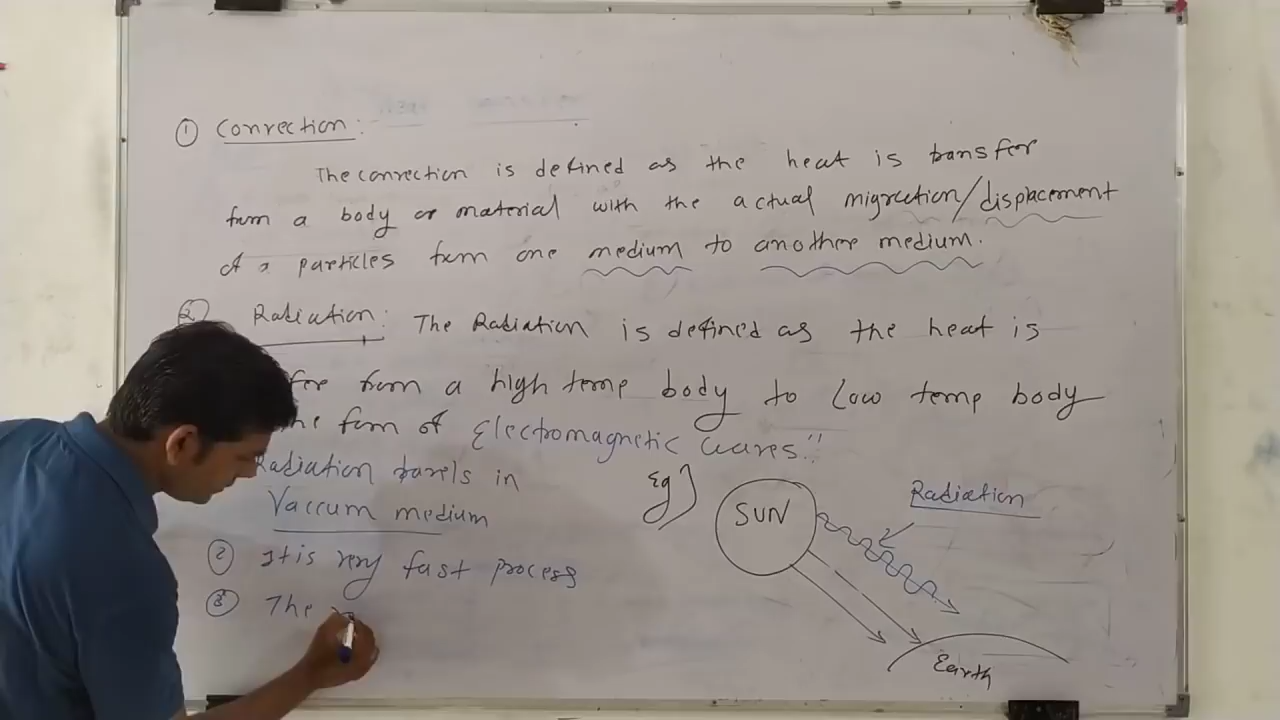 ① Convection:
The convection is defined as the heat is transfer
from a body or material with the actual migration/displacement
of particles from one medium to another medium.
② Radiation: The Radiation is defined as the heat is
fer from a high temp body to Low temp body
he form of Electromagnetic waves"
Radiation travels in
Vaccum medium
② It is very fast process
③ The
Eg)
SUN
Radiation
Earth